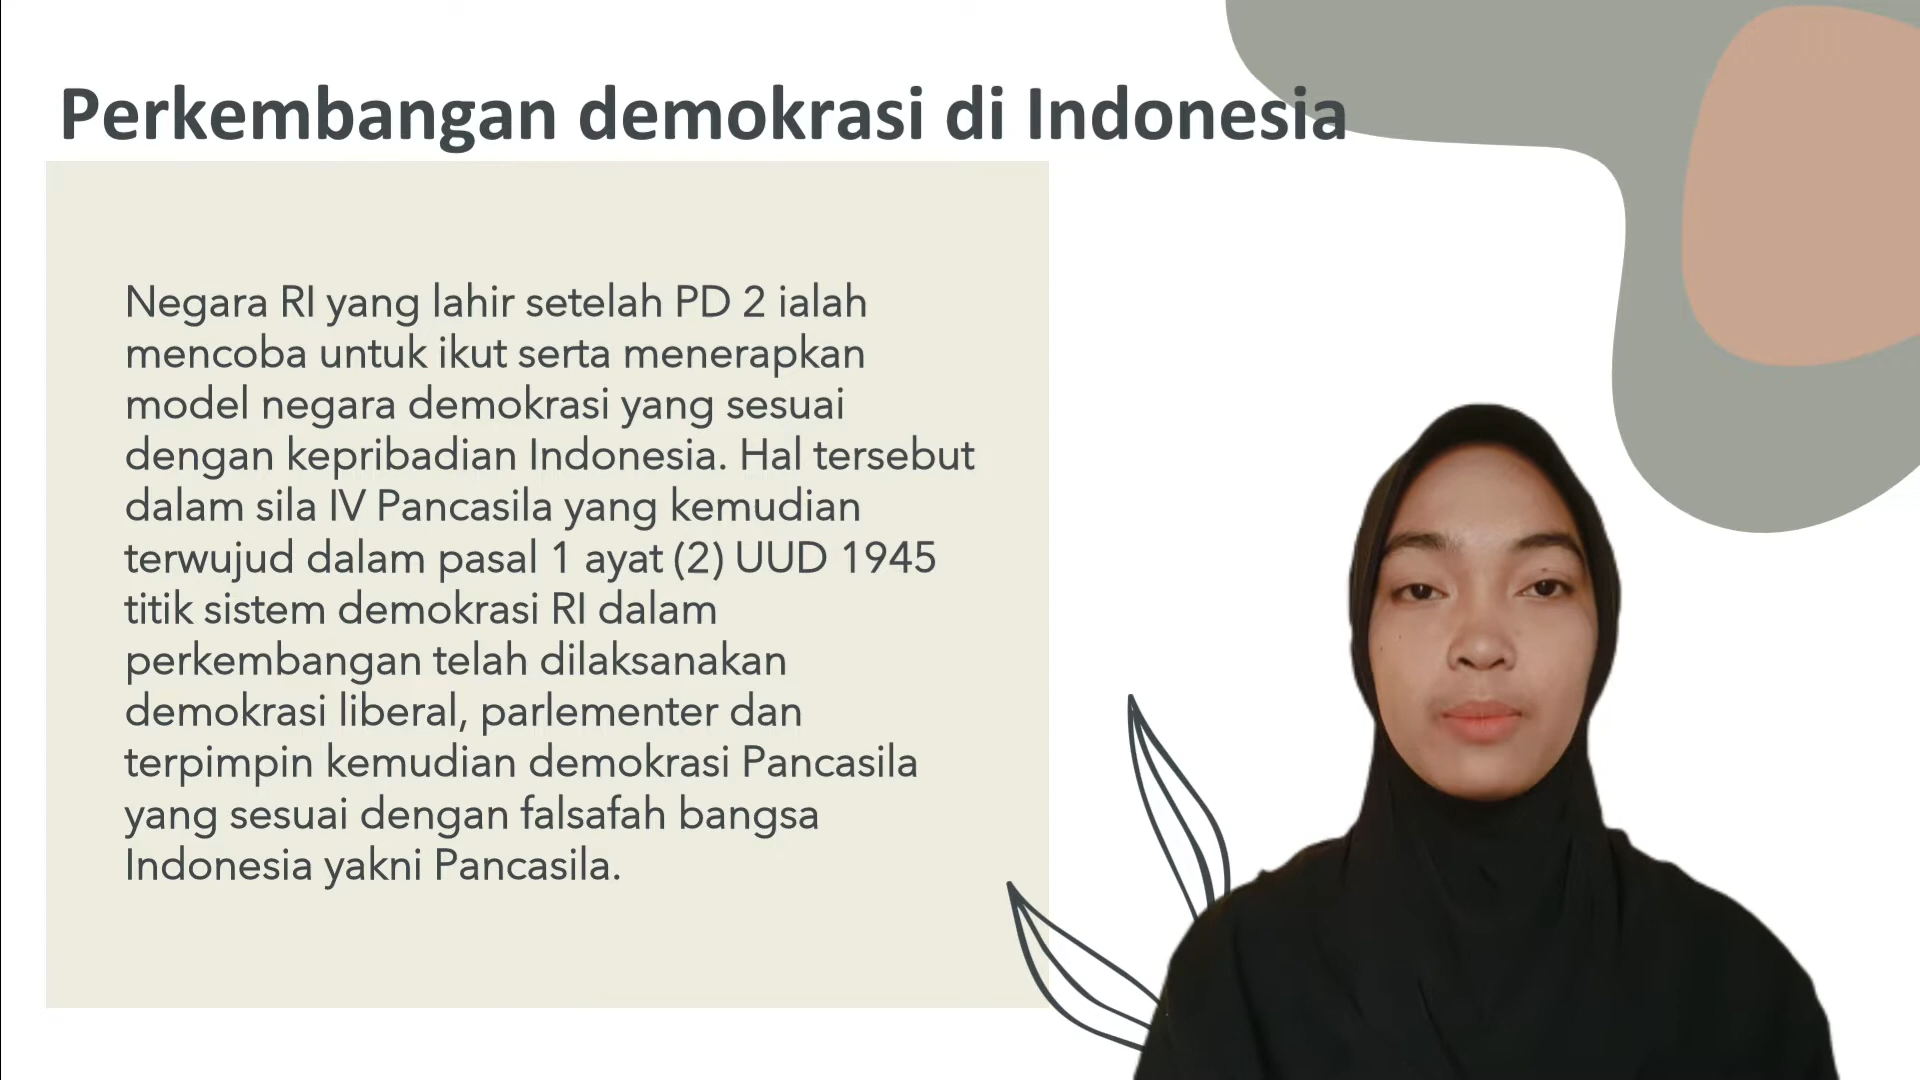 Perkembangan demokrasi di Indonesia
Negara RI yang lahir setelah PD 2 ialah
mencoba untuk ikut serta menerapkan
model negara demokrasi yang sesuai
dengan kepribadian Indonesia. Hal tersebut
dalam sila IV Pancasila yang kemudian
terwujud dalam pasal 1 ayat (2) UUD 1945
titik sistem demokrasi RI dalam
perkembangan telah dilaksanakan
demokrasi liberal, parlementer dan
terpimpin kemudian demokrasi Pancasila
yang sesuai dengan falsafah bangsa
Indonesia yakni Pancasila.